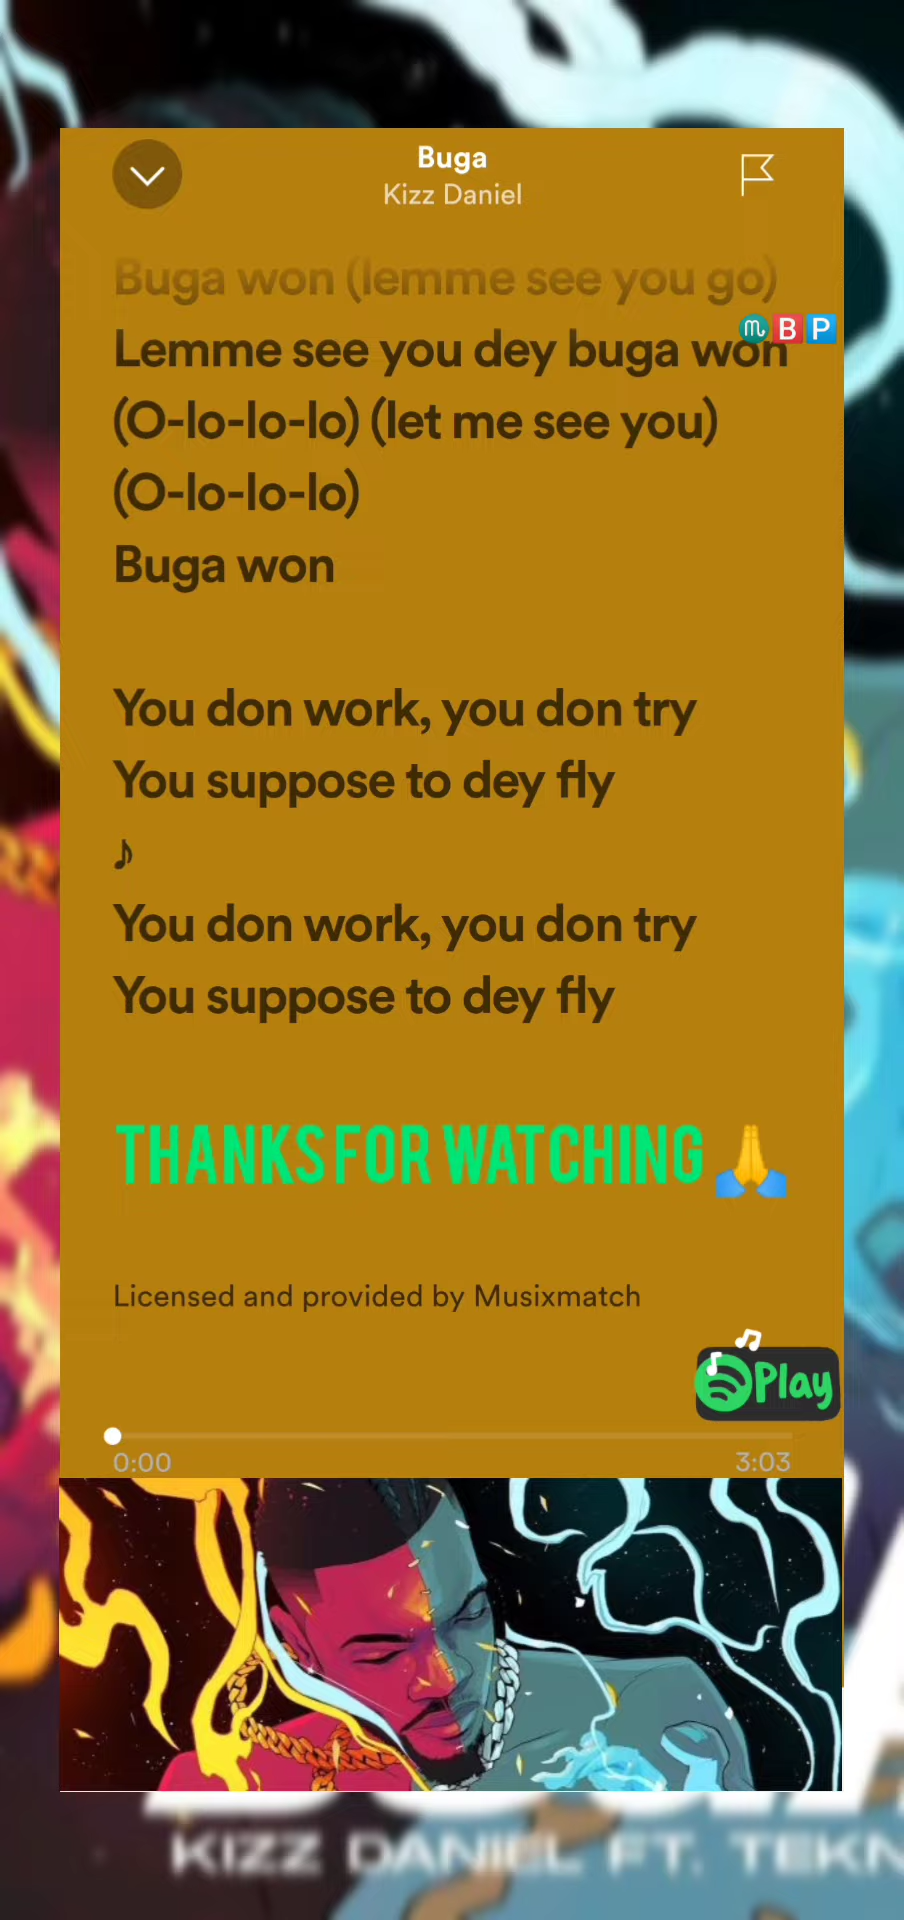 Buga
Kizz Daniel
Buga won (lemme see you go)
♏🅱🅿
Lemme see you dey buga won
(O-lo-lo-lo) (let me see you)
(O-lo-lo-lo)
Buga won
You don work, you don try
You suppose to dey fly
♪
You don work, you don try
You suppose to dey fly
THANKS FOR WATCHING 🙏
Licensed and provided by Musixmatch
Play
0:00 3:03
KIZZ DANIEL FT. TEKN